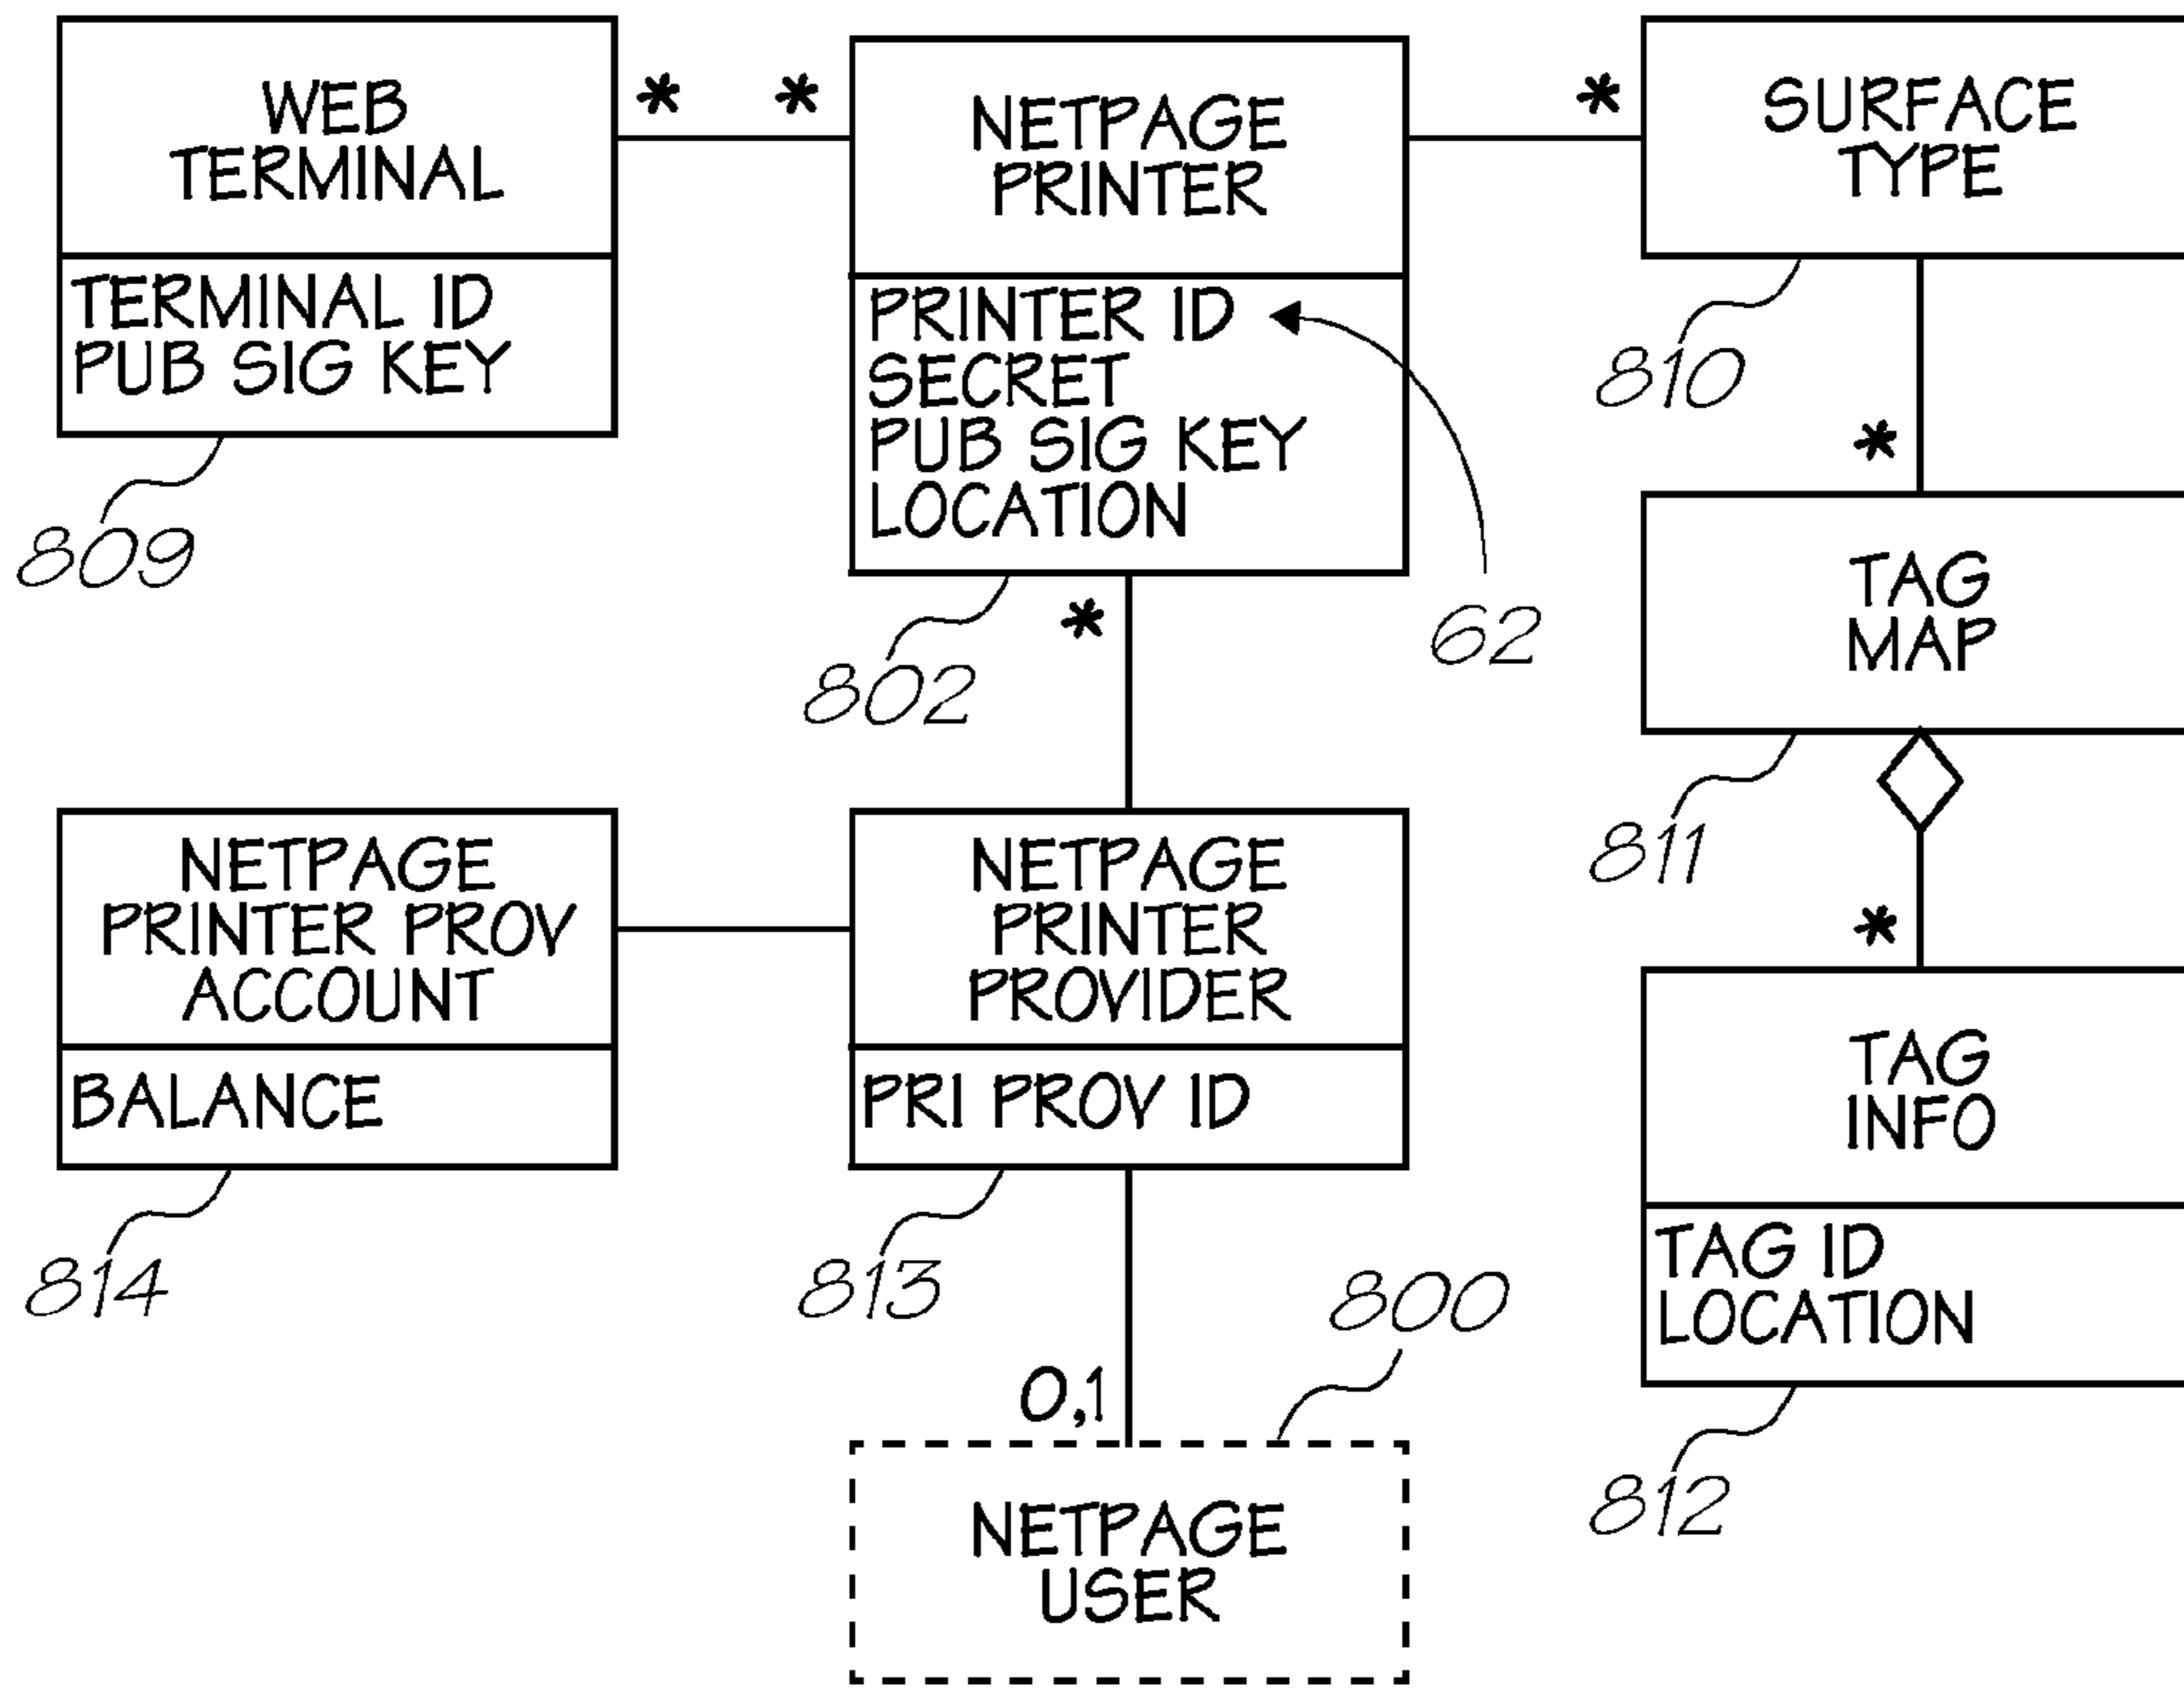 WEB
TERMINAL
TERMINAL ID
PUB SIG KEY
809
*
*
NETPAGE
PRINTER
PRINTER ID
SECRET
PUB SIG KEY
LOCATION
62
802
*
*
SURFACE
TYPE
810
*
TAG
MAP
811
*
NETPAGE
PRINTER PROV
ACCOUNT
BALANCE
814
NETPAGE
PRINTER
PROVIDER
PRI PROV ID
813
0,1
800
NETPAGE
USER
TAG
INFO
TAG ID
LOCATION
812